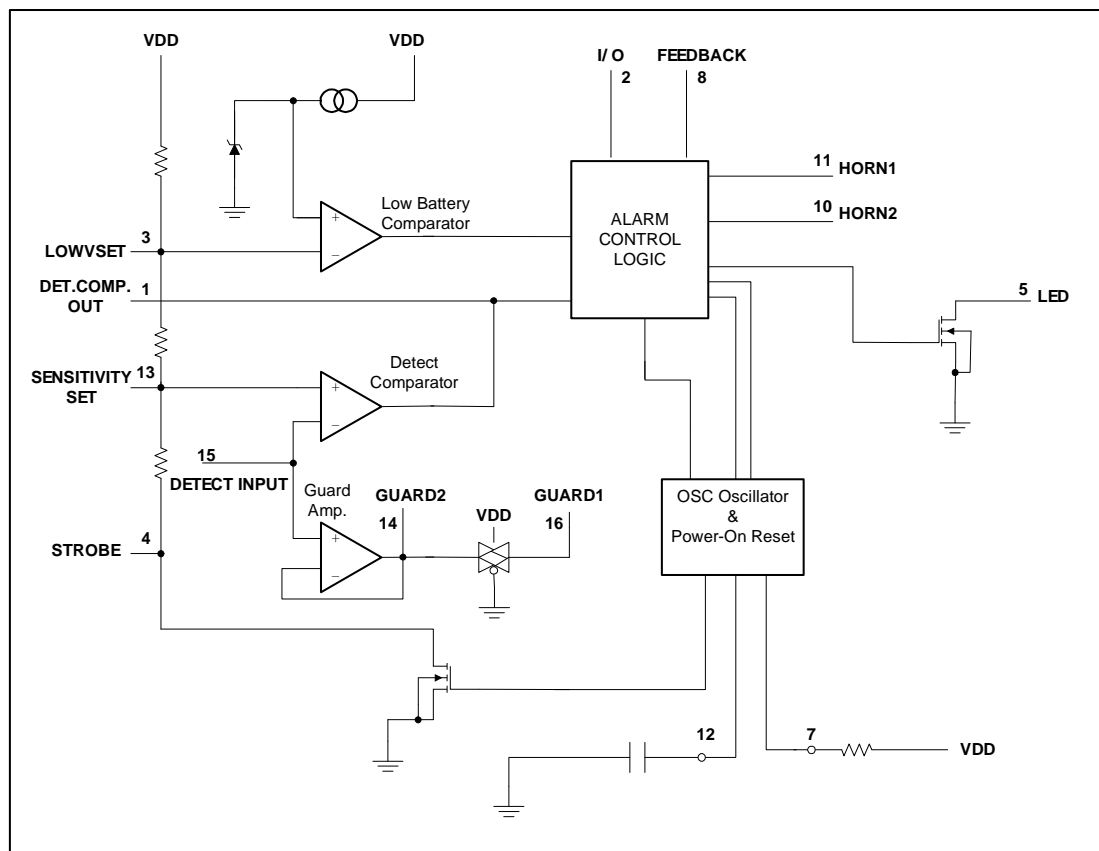 VDD
VDD
I/ O
2
FEEDBACK
8
11
HORN1
10
HORN2
+
−
Low Battery
Comparator
ALARM
CONTROL
LOGIC
3
LOWVSET
DET.COMP.
OUT
1
5
LED
13
SENSITIVITY
SET
+
−
Detect
Comparator
15
DETECT INPUT
Guard
Amp.
+
−
GUARD2
14
VDD
GUARD1
16
OSC Oscillator
&
Power-On Reset
4
STROBE
12
7
VDD